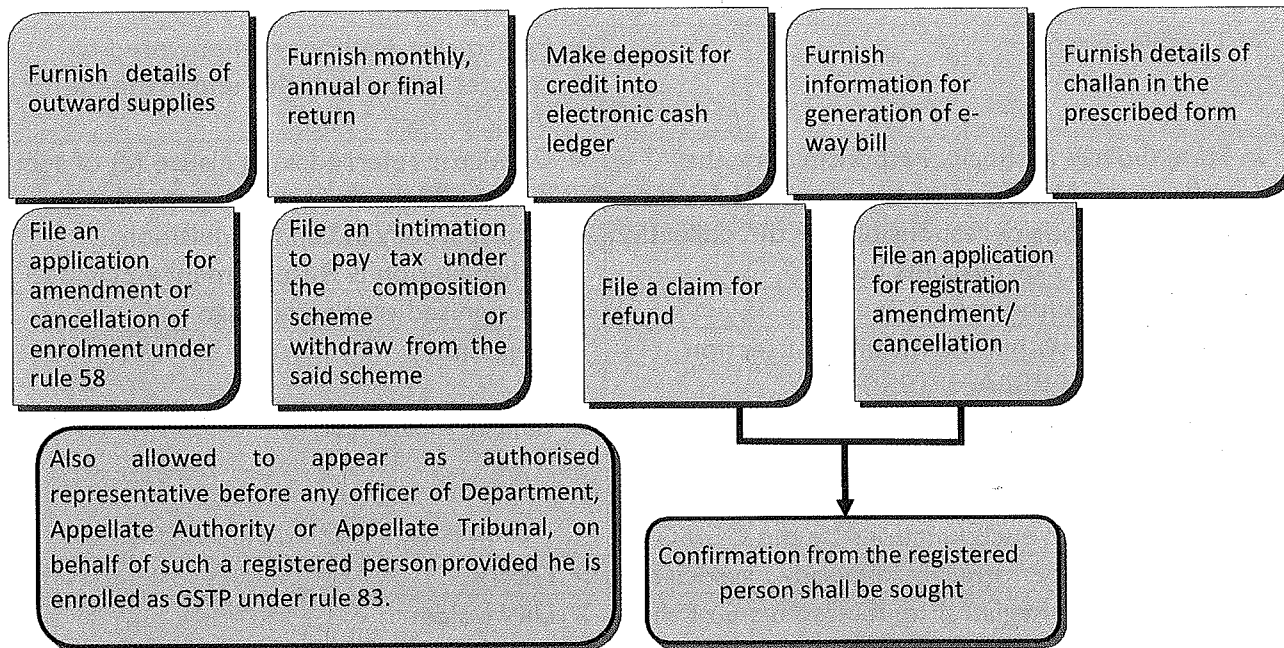 Furnish details of
outward supplies
Furnish monthly,
annual or final
return
Make deposit for
credit into
electronic cash
ledger
Furnish
information for
generation of e-
way bill
Furnish details of
challan in the
prescribed form
File an
application for
amendment or
cancellation of
enrolment under
rule 58
File an intimation
to pay tax under
the composition
scheme or
withdraw from the
said scheme
File a claim for
refund
File an application
for registration
amendment/
cancellation
Also allowed to appear as authorised
representative before any officer of Department,
Appellate Authority or Appellate Tribunal, on
behalf of such a registered person provided he is
enrolled as GSTP under rule 83.
Confirmation from the registered
person shall be sought